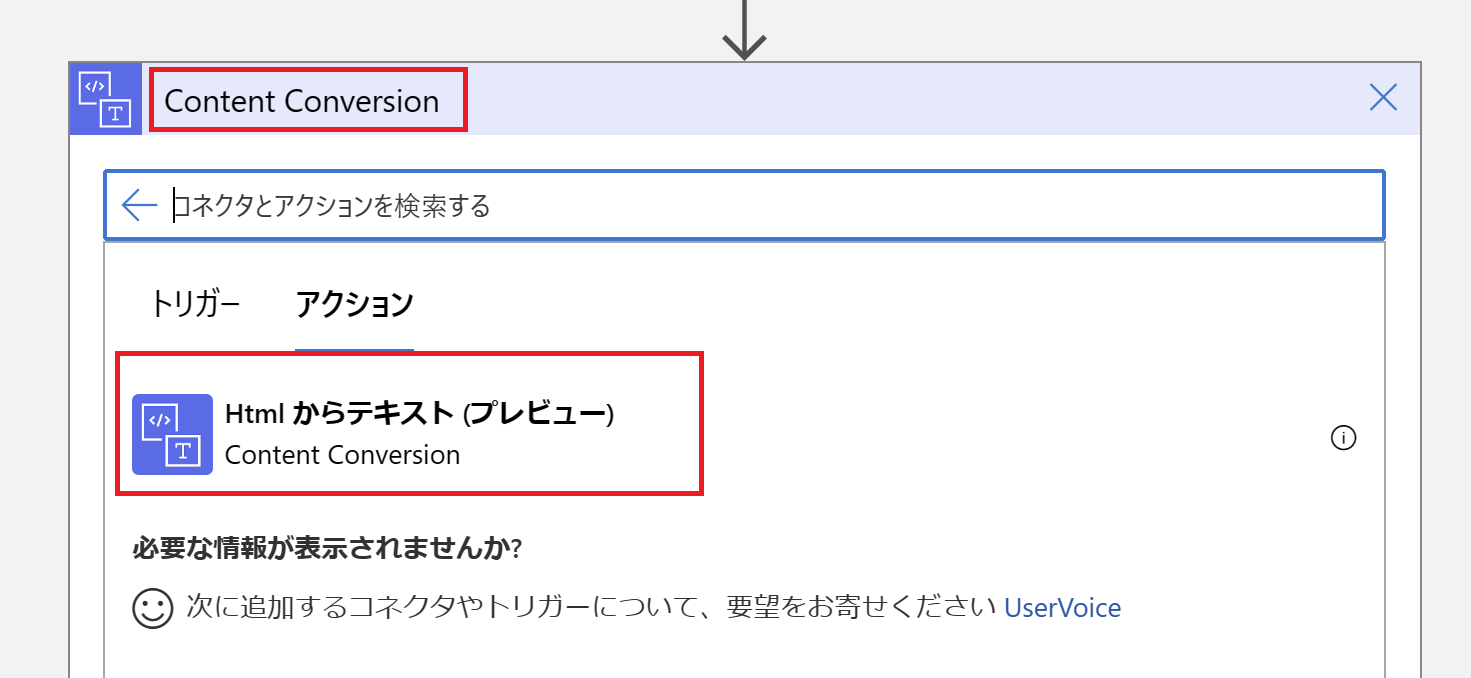 Content Conversion
コネクタとアクションを検索する
トリガー アクション
Html からテキスト (プレビュー)
Content Conversion
必要な情報が表示されませんか?
次に追加するコネクタやトリガーについて、要望をお寄せください UserVoice